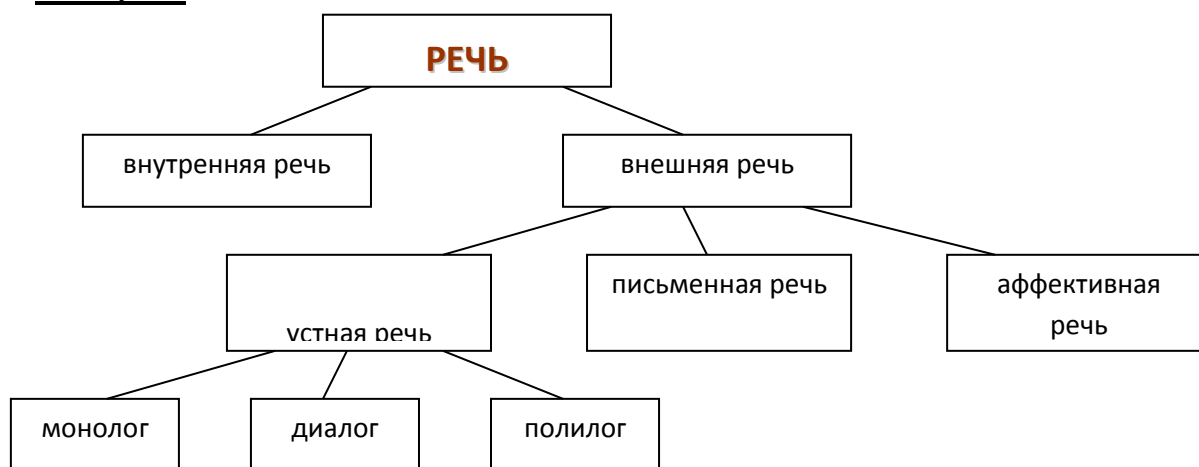 РЕЧЬ
внутренняя речь
внешняя речь
устная речь
письменная речь
аффективная
речь
монолог
диалог
полилог